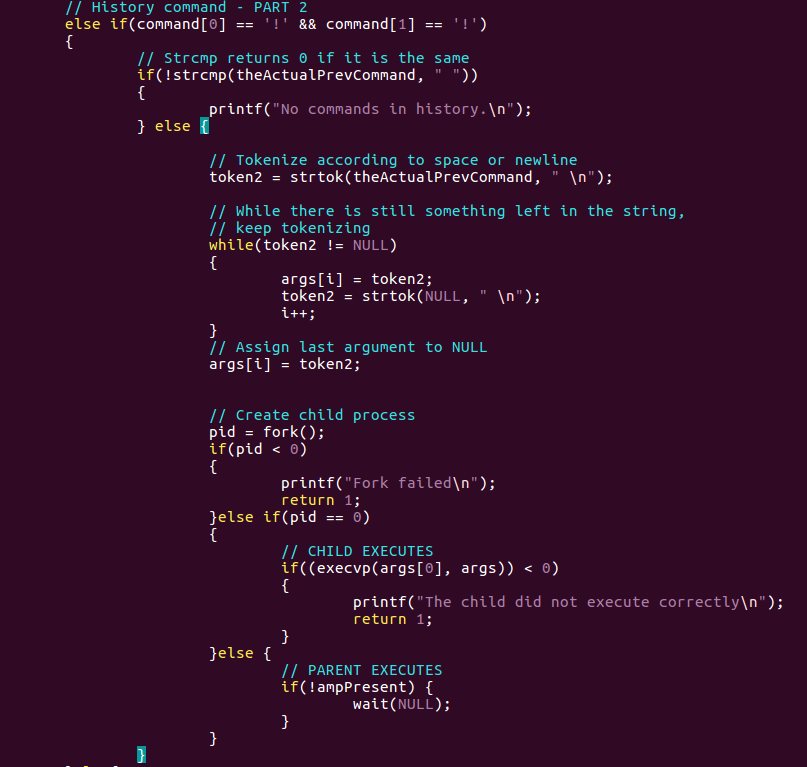 // History command - PART 2
else if(command[0] == '!' && command[1] == '!')
{
// Strcmp returns 0 if it is the same
if(!strcmp(theActualPrevCommand, " "))
{
printf("No commands in history.\n");
} else {
// Tokenize according to space or newline
token2 = strtok(theActualPrevCommand, " \n");
// While there is still something left in the string,
// keep tokenizing
while(token2 != NULL)
{
args[i] = token2;
token2 = strtok(NULL, " \n");
i++;
}
// Assign last argument to NULL
args[i] = token2;
// Create child process
pid = fork();
if(pid < 0)
{
printf("Fork failed\n");
return 1;
}else if(pid == 0)
{
// CHILD EXECUTES
if((execvp(args[0], args)) < 0)
{
printf("The child did not execute correctly\n");
return 1;
}
}else {
// PARENT EXECUTES
if(!ampPresent) {
wait(NULL);
}
}
}